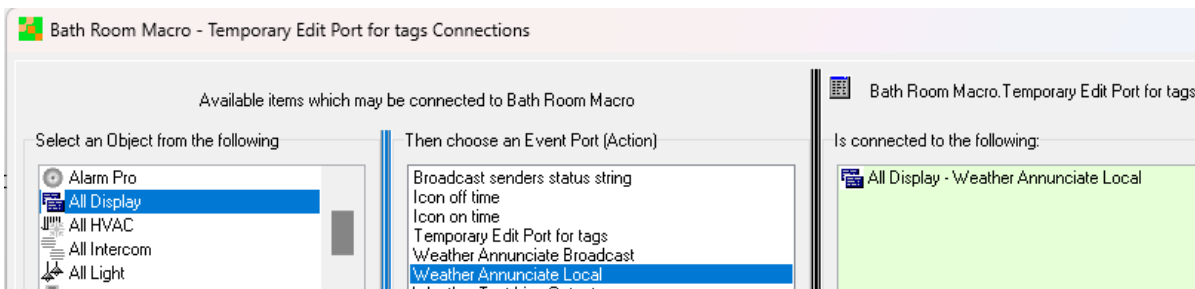 Bath Room Macro - Temporary Edit Port for tags Connections
Available items which may be connected to Bath Room Macro
Bath Room Macro.Temporary Edit Port for tags
Select an Object from the following
Then choose an Event Port (Action)
Is connected to the following:
Alarm Pro
All Display
All HVAC
All Intercom
All Light
Broadcast senders status string
Icon off time
Icon on time
Temporary Edit Port for tags
Weather Annunciate Broadcast
Weather Annunciate Local
All Display - Weather Annunciate Local